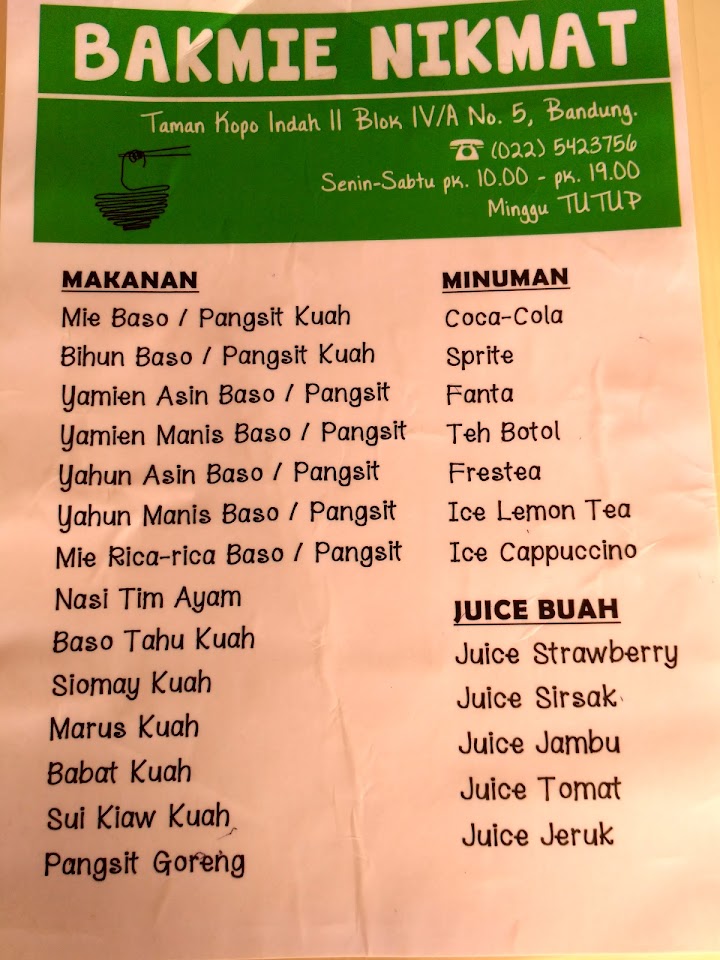 BAKMIE NIKMAT
Taman Kopo Indah II Blok IV/A No. 5, Bandung.
☎ (022) 5423756
Senin-Sabtu pk. 10.00 - pk. 19.00
Minggu TUTUP
MAKANAN
Mie Baso / Pangsit Kuah
Bihun Baso / Pangsit Kuah
Yamien Asin Baso / Pangsit
Yamien Manis Baso / Pangsit
Yahun Asin Baso / Pangsit
Yahun Manis Baso / Pangsit
Mie Rica-rica Baso / Pangsit
Nasi Tim Ayam
Baso Tahu Kuah
Siomay Kuah
Marus Kuah
Babat Kuah
Sui Kiaw Kuah
Pangsit Goreng
MINUMAN
Coca-Cola
Sprite
Fanta
Teh Botol
Frestea
Ice Lemon Tea
Ice Cappuccino
JUICE BUAH
Juice Strawberry
Juice Sirsak
Juice Jambu
Juice Tomat
Juice Jeruk